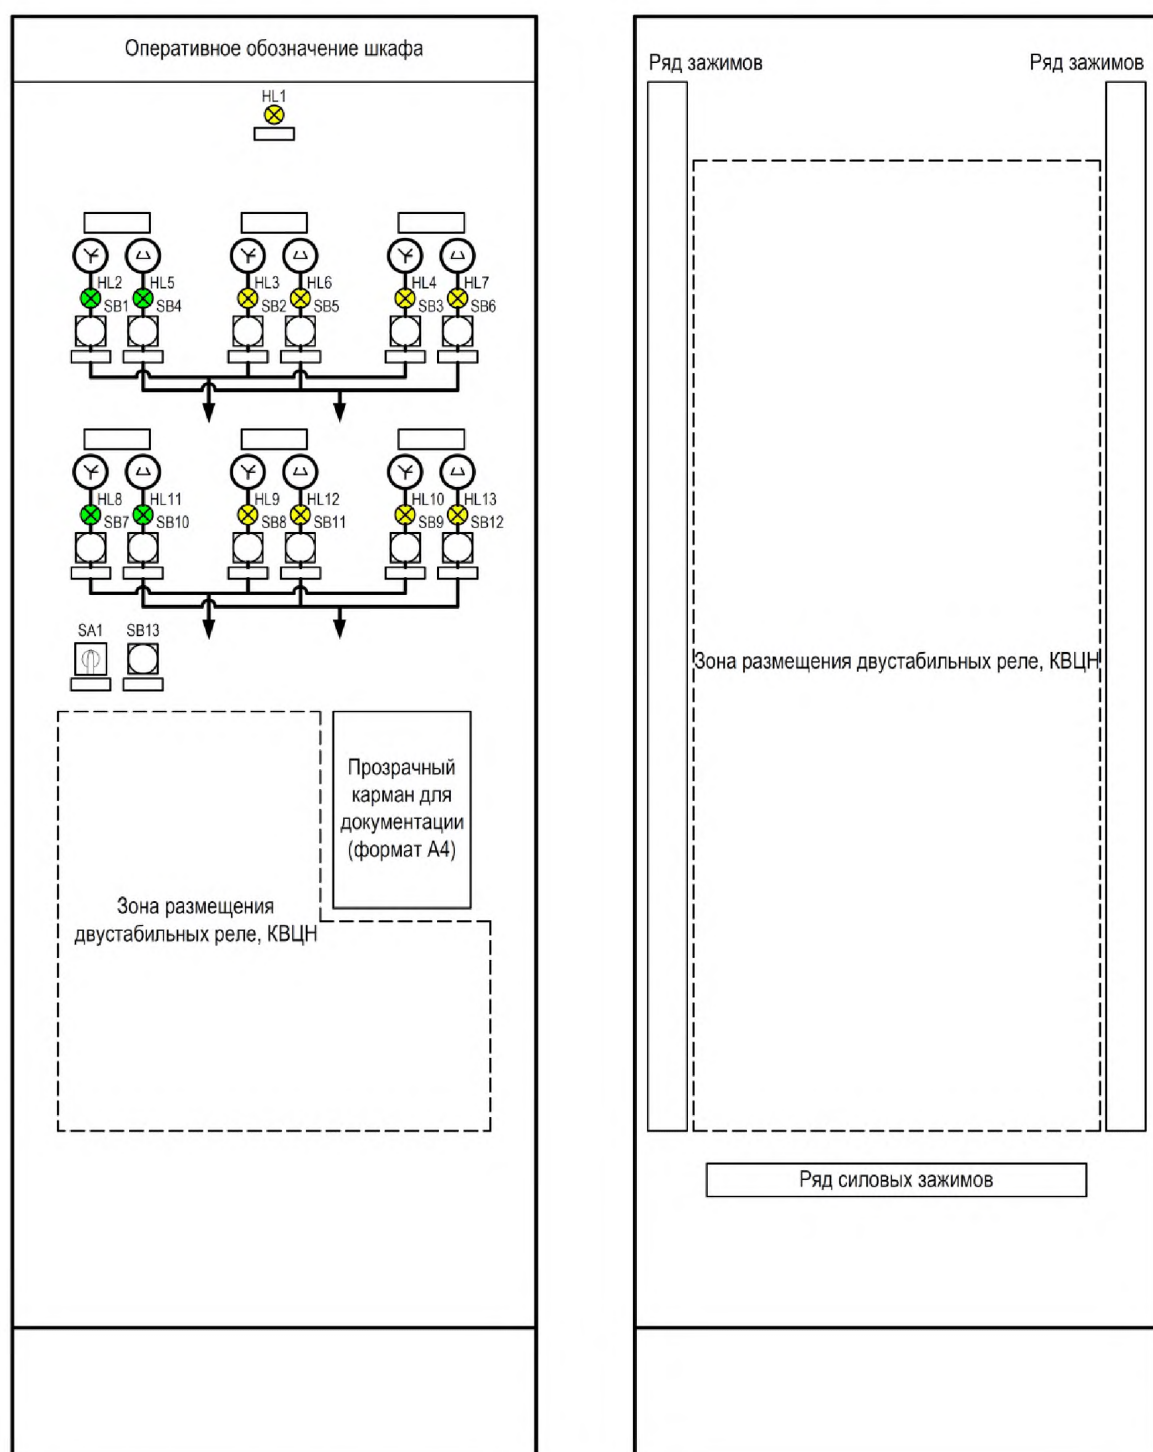 Оперативное обозначение шкафа
HL1
HL2 HL5 HL3 HL6 HL4 HL7
SB1 SB4 SB2 SB5 SB3 SB6
HL8 HL11 HL9 HL12 HL10 HL13
SB7 SB10 SB8 SB11 SB9 SB12
SA1 SB13
Прозрачный
карман для
документации
(формат А4)
Зона размещения
двустабильных реле, КВЦН
Ряд зажимов
Ряд зажимов
Зона размещения двустабильных реле, КВЦН
Ряд силовых зажимов